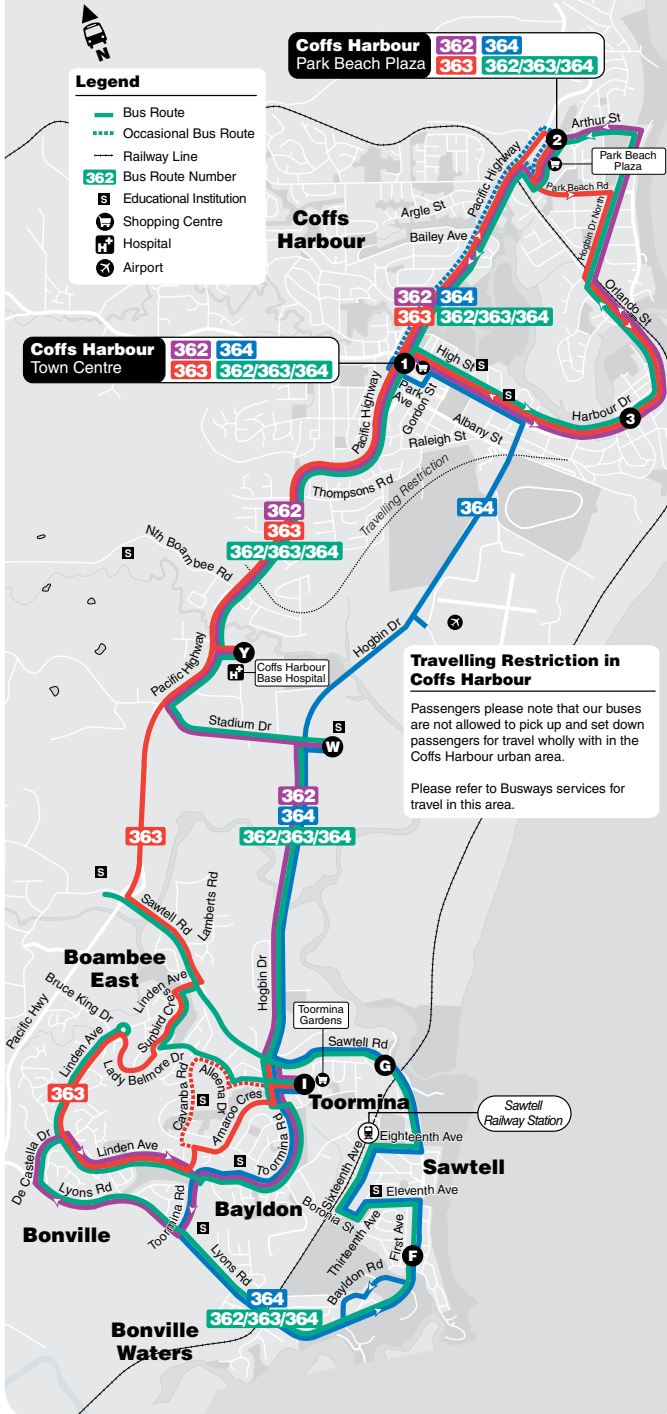 Coffs Harbour
Park Beach Plaza
362 364
363 362/363/364
Legend
Bus Route
Occasional Bus Route
Railway Line
362 Bus Route Number
S Educational Institution
Shopping Centre
H Hospital
Airport
Arthur St
2
Park Beach
Plaza
Pacific Highway
Park Beach Rd
Argle St
Coffs
Harbour
Bailey Ave
Hogbin Dr North
Orlando St
362 364
363 362/363/364
Coffs Harbour
Town Centre
362 364
363 362/363/364
1
High St
S
Park
Ave
Gordon St
S
Harbour Dr
3
Pacific Highway
Albany St
Raleigh St
Thompsons Rd
Travelling Restriction
364
362
363
362/363/364
Nth Boambee Rd
S
Hogbin Dr
Y
H
Coffs Harbour
Base Hospital
Pacific Highway
Stadium Dr
S
W
Travelling Restriction in
Coffs Harbour
Passengers please note that our buses
are not allowed to pick up and set down
passengers for travel wholly with in the
Coffs Harbour urban area.
Please refer to Busways services for
travel in this area.
362
364
362/363/364
363
S
Sawtell Rd
Lamberts Rd
Boambee
East
Hogbin Dr
Pacific Hwy
Bruce King Dr
Linden Ave
Sunbird Cres
Linden Ave
Lady Belmore Dr
Toormina
Gardens
Sawtell Rd
G
Aileena Dr
Cavanba Rd
S
Amaroo Cres
I
Toormina
363
Sawtell
Railway Station
Eighteenth Ave
Sawtell
Sixteenth Ave
De Castella Dr
Linden Ave
S
Toormina Rd
Lyons Rd
Toormina Rd
Bayldon
S
Eleventh Ave
Boronia St
Bonville
S
Thirteenth Ave
First Ave
F
Lyons Rd
Bayldon Rd
364
362/363/364
Bonville
Waters